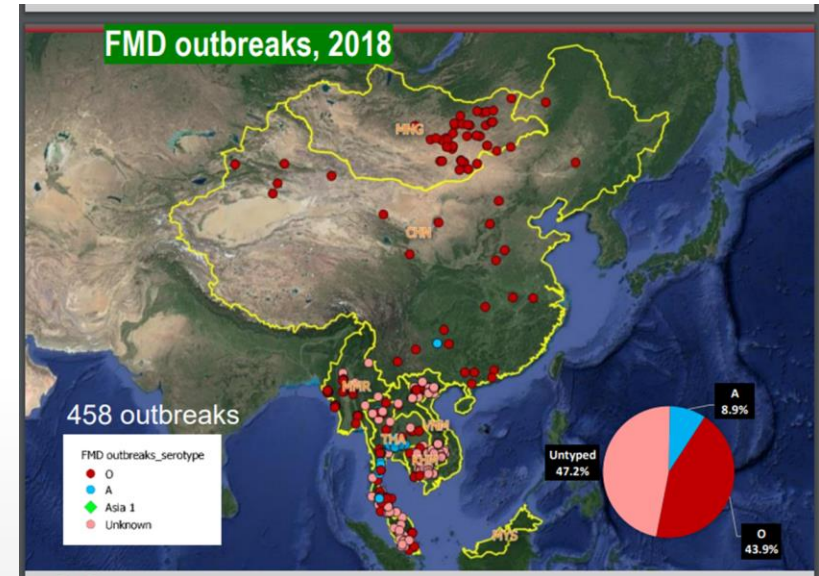 FMD outbreaks, 2018
MNG
CHN
MMR
VNM
THA
MYS
458 outbreaks
FMD outbreaks_serotype
O
A
Asia 1
Unknown
A
8.9%
Untyped
47.2%
O
43.9%